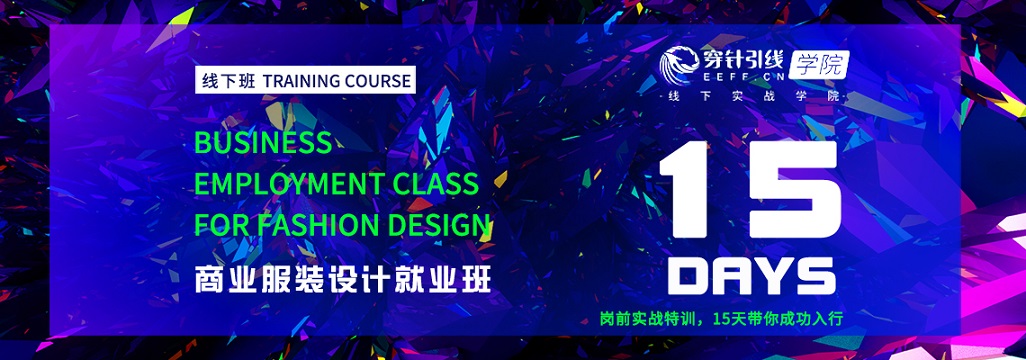 线下班 TRAINING COURSE
BUSINESS
EMPLOYMENT CLASS
FOR FASHION DESIGN
商业服装设计就业班
穿针引线 学院
EEFF.CN
线下实战学院
15
DAYS
岗前实战特训，15天带你成功入行